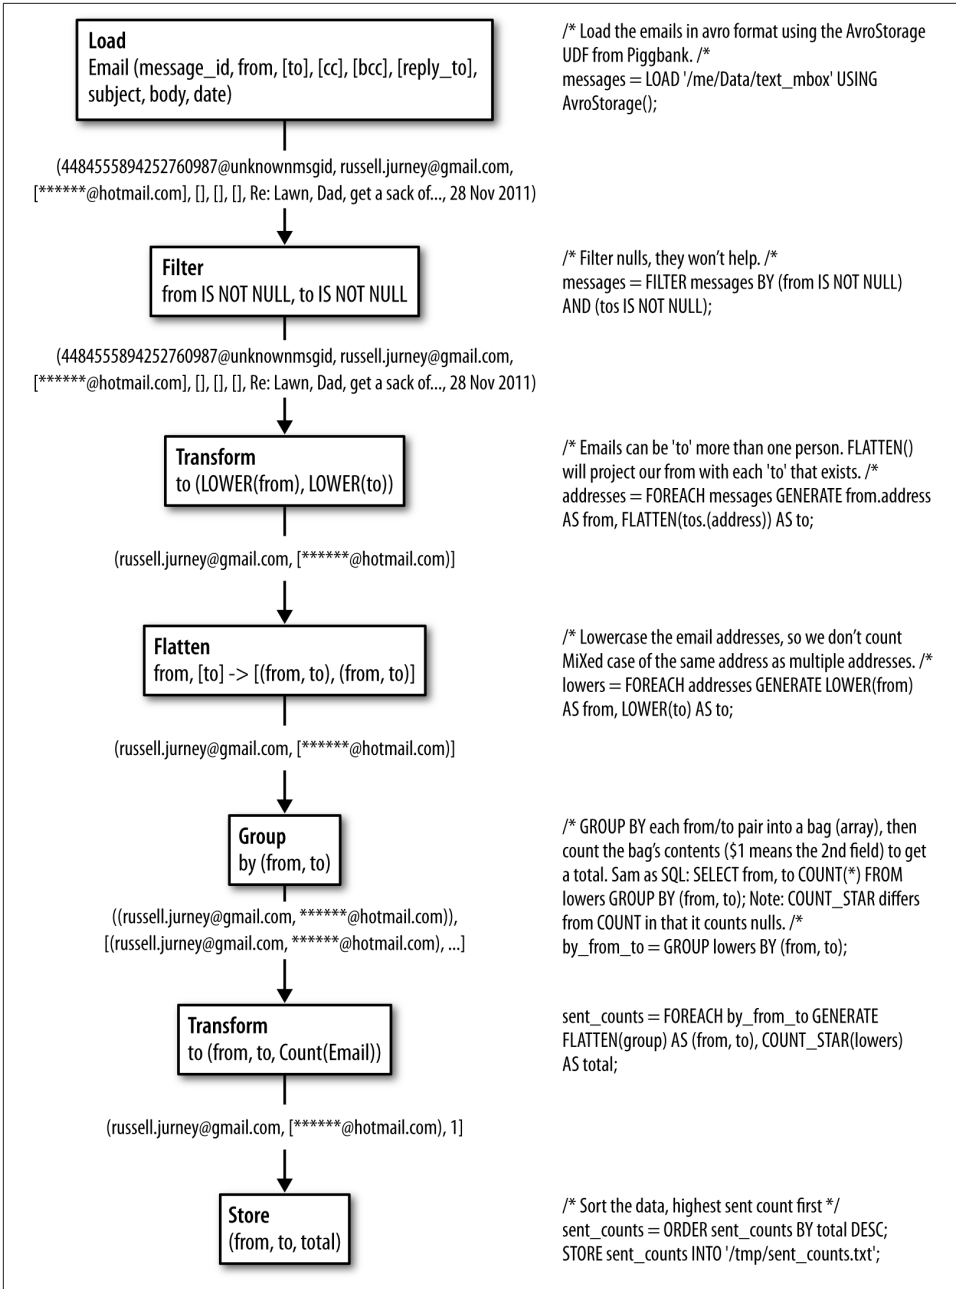 Load
Email (message_id, from, [to], [cc], [bcc], [reply_to],
subject, body, date)
/* Load the emails in avro format using the AvroStorage
UDF from Piggbank. /*
messages = LOAD '/me/Data/text_mbox' USING
AvroStorage();
(4484555894252760987@unknownmsgid, russell.jurney@gmail.com,
[******@hotmail.com], [], [], [], Re: Lawn, Dad, get a sack of..., 28 Nov 2011)
Filter
from IS NOT NULL, to IS NOT NULL
/* Filter nulls, they won’t help. /*
messages = FILTER messages BY (from IS NOT NULL)
AND (tos IS NOT NULL);
(4484555894252760987@unknownmsgid, russell.jurney@gmail.com,
[******@hotmail.com], [], [], [], Re: Lawn, Dad, get a sack of..., 28 Nov 2011)
Transform
to (LOWER(from), LOWER(to))
/* Emails can be 'to' more than one person. FLATTEN()
will project our from with each 'to' that exists. /*
addresses = FOREACH messages GENERATE from.address
AS from, FLATTEN(tos.(address)) AS to;
(russell.jurney@gmail.com, [******@hotmail.com)]
Flatten
from, [to] -> [(from, to), (from, to)]
/* Lowercase the email addresses, so we don’t count
MiXed case of the same address as multiple addresses. /*
lowers = FOREACH addresses GENERATE LOWER(from)
AS from, LOWER(to) AS to;
(russell.jurney@gmail.com, [******@hotmail.com)]
Group
by (from, to)
/* GROUP BY each from/to pair into a bag (array), then
count the bag’s contents ($1 means the 2nd field) to get
a total. Sam as SQL: SELECT from, to COUNT(*) FROM
lowers GROUP BY (from, to); Note: COUNT_STAR differs
from COUNT in that it counts nulls. /*
by_from_to = GROUP lowers BY (from, to);
((russell.jurney@gmail.com, ******@hotmail.com)),
[(russell.jurney@gmail.com, ******@hotmail.com), ...]
Transform
to (from, to, Count(Email))
sent_counts = FOREACH by_from_to GENERATE
FLATTEN(group) AS (from, to), COUNT_STAR(lowers)
AS total;
(russell.jurney@gmail.com, [******@hotmail.com), 1]
Store
(from, to, total)
/* Sort the data, highest sent count first */
sent_counts = ORDER sent_counts BY total DESC;
STORE sent_counts INTO '/tmp/sent_counts.txt';